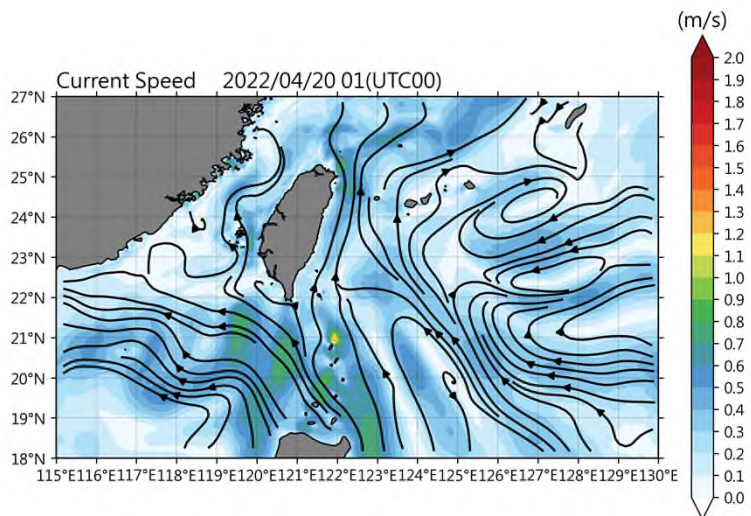 (m/s)
Current Speed 2022/04/20 01(UTC00)
27°N
26°N
25°N
24°N
23°N
22°N
21°N
20°N
19°N
18°N
115°E116°E117°E118°E119°E120°E121°E122°E123°E124°E125°E126°E127°E128°E129°E130°E
2.0
1.9
1.8
1.7
1.6
1.5
1.4
1.3
1.2
1.1
1.0
0.9
0.8
0.7
0.6
0.5
0.4
0.3
0.2
0.1
0.0